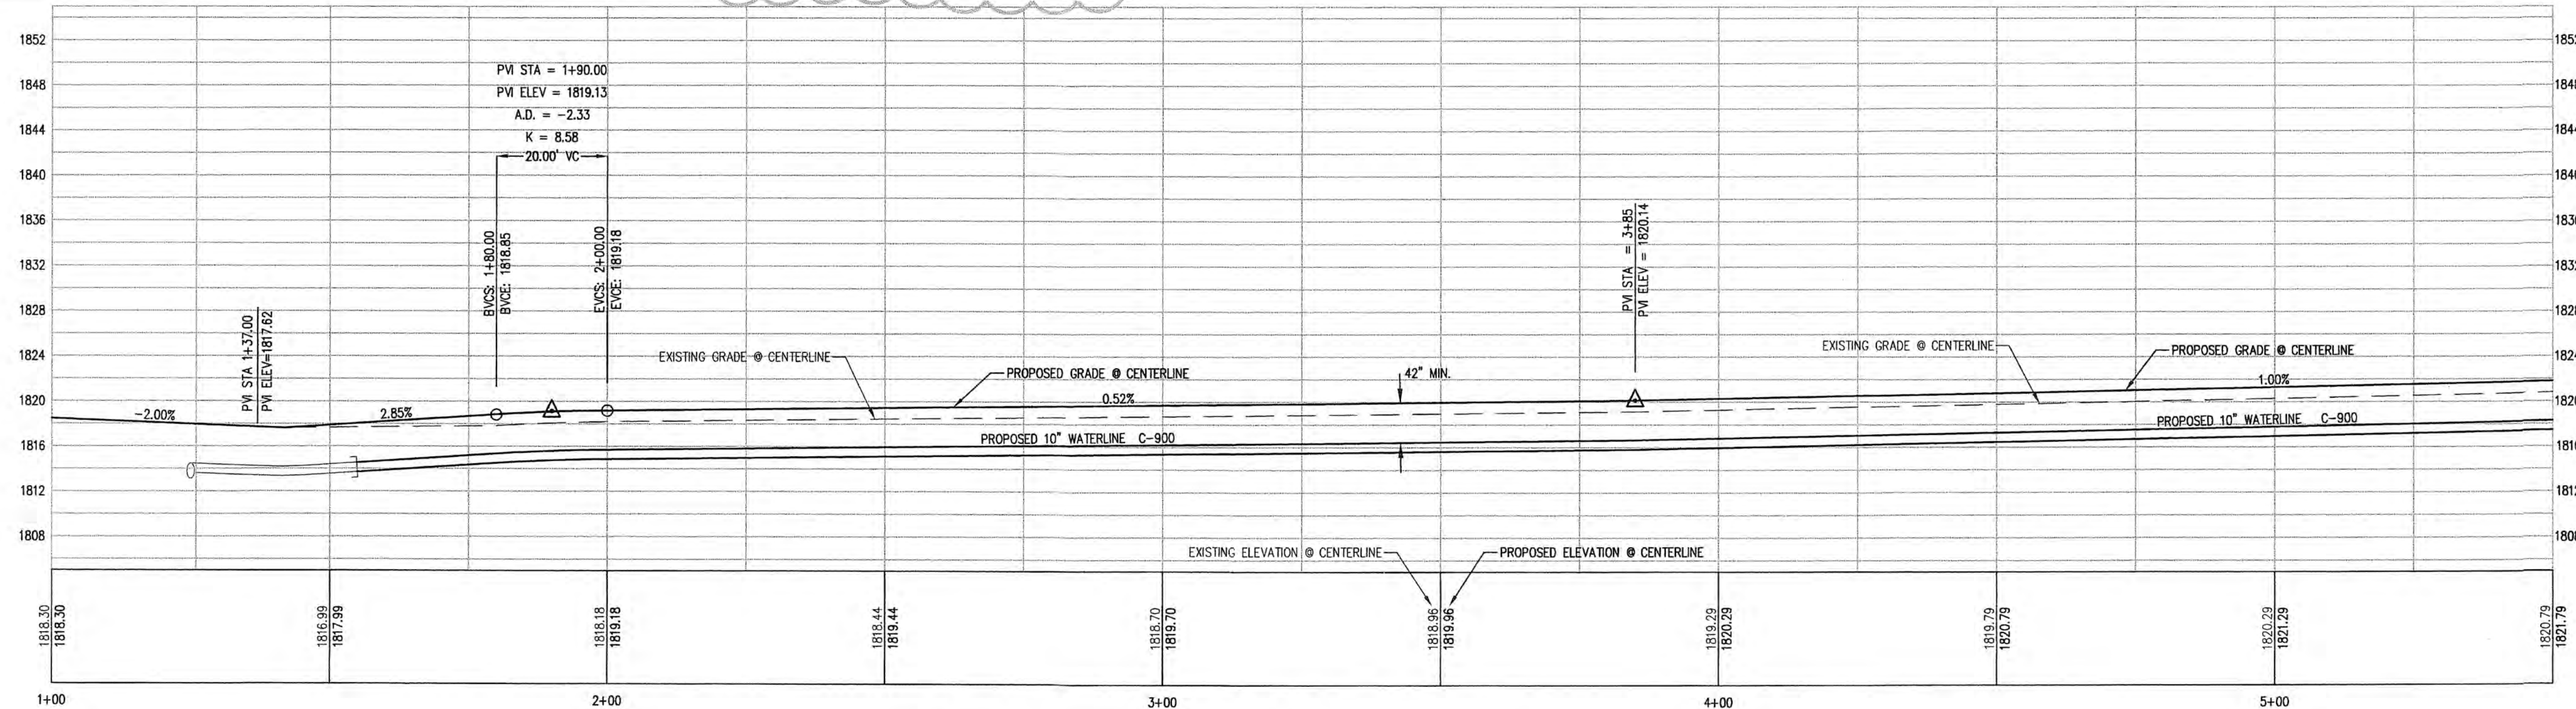 1852
1848
1844
1840
1836
1832
1828
1824
1820
1816
1812
1808
PVI STA = 1+90.00
PVI ELEV = 1819.13
A.D. = -2.33
K = 8.58
20.00' VC
BVCS: 1+80.00
BVCE: 1818.85
EVCS: 2+00.00
EVCE: 1819.18
PVI STA 1+37.00
PVI ELEV=1817.62
PVI STA = 3+85
PVI ELEV = 1820.14
EXISTING GRADE @ CENTERLINE
PROPOSED GRADE @ CENTERLINE
42" MIN.
EXISTING GRADE @ CENTERLINE
PROPOSED GRADE @ CENTERLINE
-2.00%
2.85%
0.52%
1.00%
PROPOSED 10" WATERLINE C-900
PROPOSED 10" WATERLINE C-900
EXISTING ELEVATION @ CENTERLINE
PROPOSED ELEVATION @ CENTERLINE
1818.30
1818.30
1816.99
1817.99
1818.18
1819.18
1818.44
1819.44
1818.70
1819.70
1818.96
1819.96
1819.29
1820.29
1819.79
1820.79
1820.29
1821.29
1820.79
1821.79
1+00
2+00
3+00
4+00
5+00